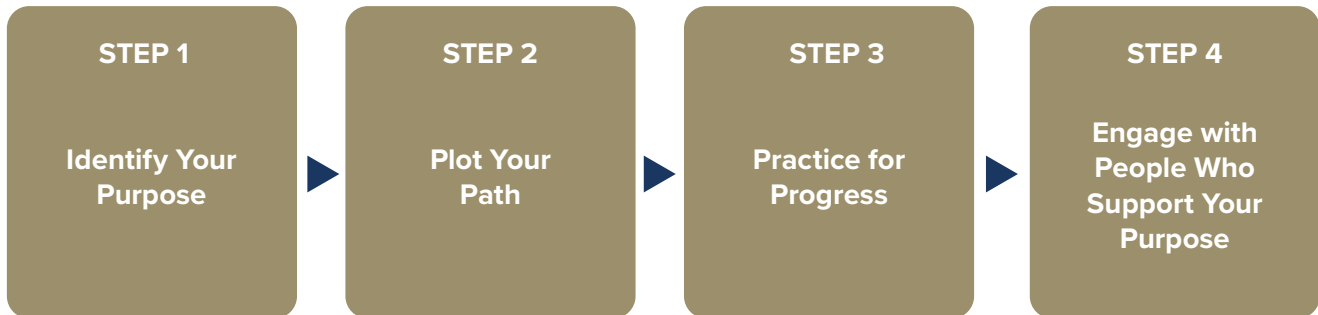 STEP 1
Identify Your
Purpose
STEP 2
Plot Your
Path
STEP 3
Practice for
Progress
STEP 4
Engage with
People Who
Support Your
Purpose